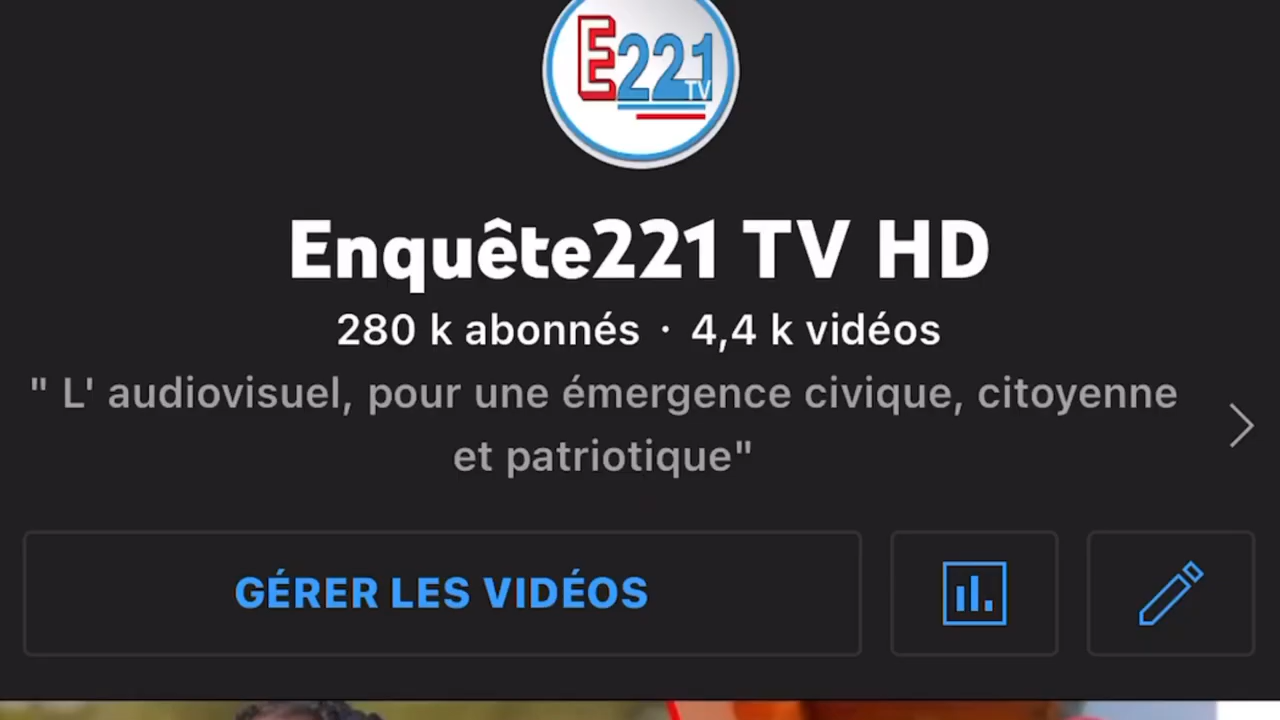 E221
TV
Enquête221 TV HD
280 k abonnés · 4,4 k vidéos
" L' audiovisuel, pour une émergence civique, citoyenne
et patriotique"
GÉRER LES VIDÉOS